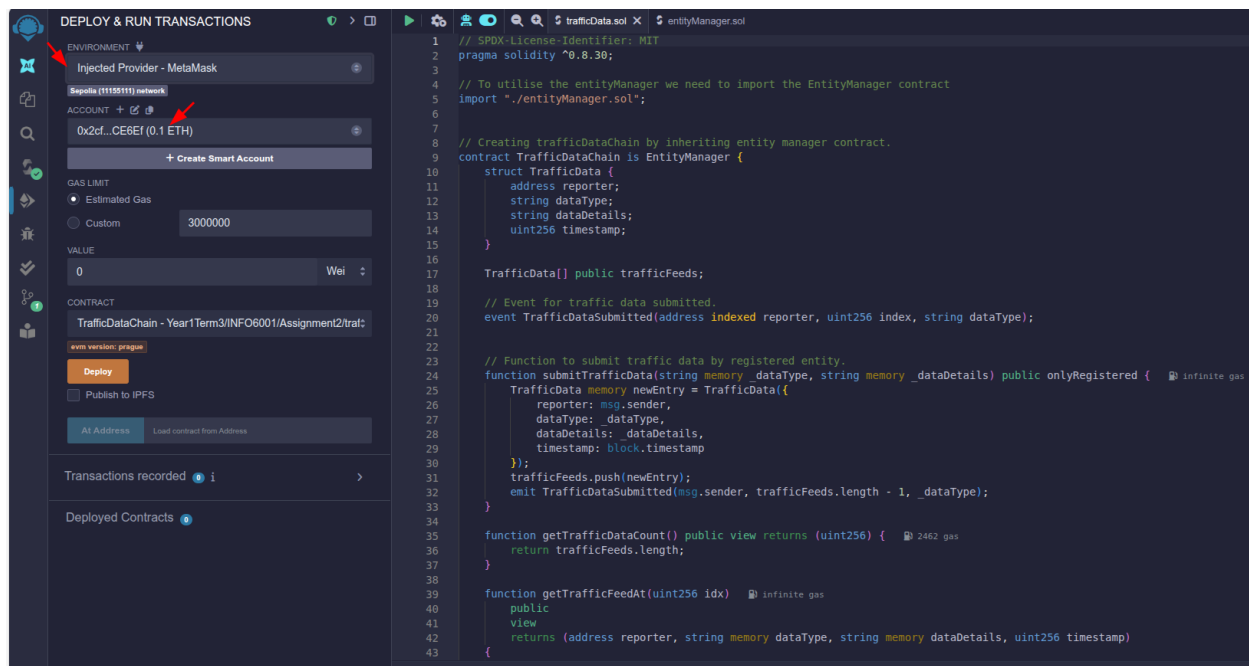 DEPLOY & RUN TRANSACTIONS
ENVIRONMENT
Injected Provider - MetaMask
Sepolia (11155111) network
ACCOUNT
0x2cf...CE6Ef (0.1 ETH)
+ Create Smart Account
GAS LIMIT
Estimated Gas
Custom
3000000
VALUE
0
Wei
CONTRACT
TrafficDataChain - Year1Term3/INFO6001/Assignment2/traf
evm version: prague
Deploy
Publish to IPFS
At Address
Load contract from Address
Transactions recorded 0 i
Deployed Contracts 0
1
trafficData.sol
entityManager.sol
1 // SPDX-License-Identifier: MIT
2 pragma solidity ^0.8.30;
3
4 // To utilise the entityManager we need to import the EntityManager contract
5 import "./entityManager.sol";
6
7
8 // Creating trafficDataChain by inheriting entity manager contract.
9 contract TrafficDataChain is EntityManager {
10 struct TrafficData {
11 address reporter;
12 string dataType;
13 string dataDetails;
14 uint256 timestamp;
15 }
16
17 TrafficData[] public trafficFeeds;
18
19 // Event for traffic data submitted.
20 event TrafficDataSubmitted(address indexed reporter, uint256 index, string dataType);
21
22
23 // Function to submit traffic data by registered entity.
24 function submitTrafficData(string memory _dataType, string memory _dataDetails) public onlyRegistered { infinite gas
25 TrafficData memory newEntry = TrafficData({
26 reporter: msg.sender,
27 dataType: _dataType,
28 dataDetails: _dataDetails,
29 timestamp: block.timestamp
30 });
31 trafficFeeds.push(newEntry);
32 emit TrafficDataSubmitted(msg.sender, trafficFeeds.length - 1, _dataType);
33 }
34
35 function getTrafficDataCount() public view returns (uint256) { 2462 gas
36 return trafficFeeds.length;
37 }
38
39 function getTrafficFeedAt(uint256 idx) infinite gas
40 public
41 view
42 returns (address reporter, string memory dataType, string memory dataDetails, uint256 timestamp)
43 {